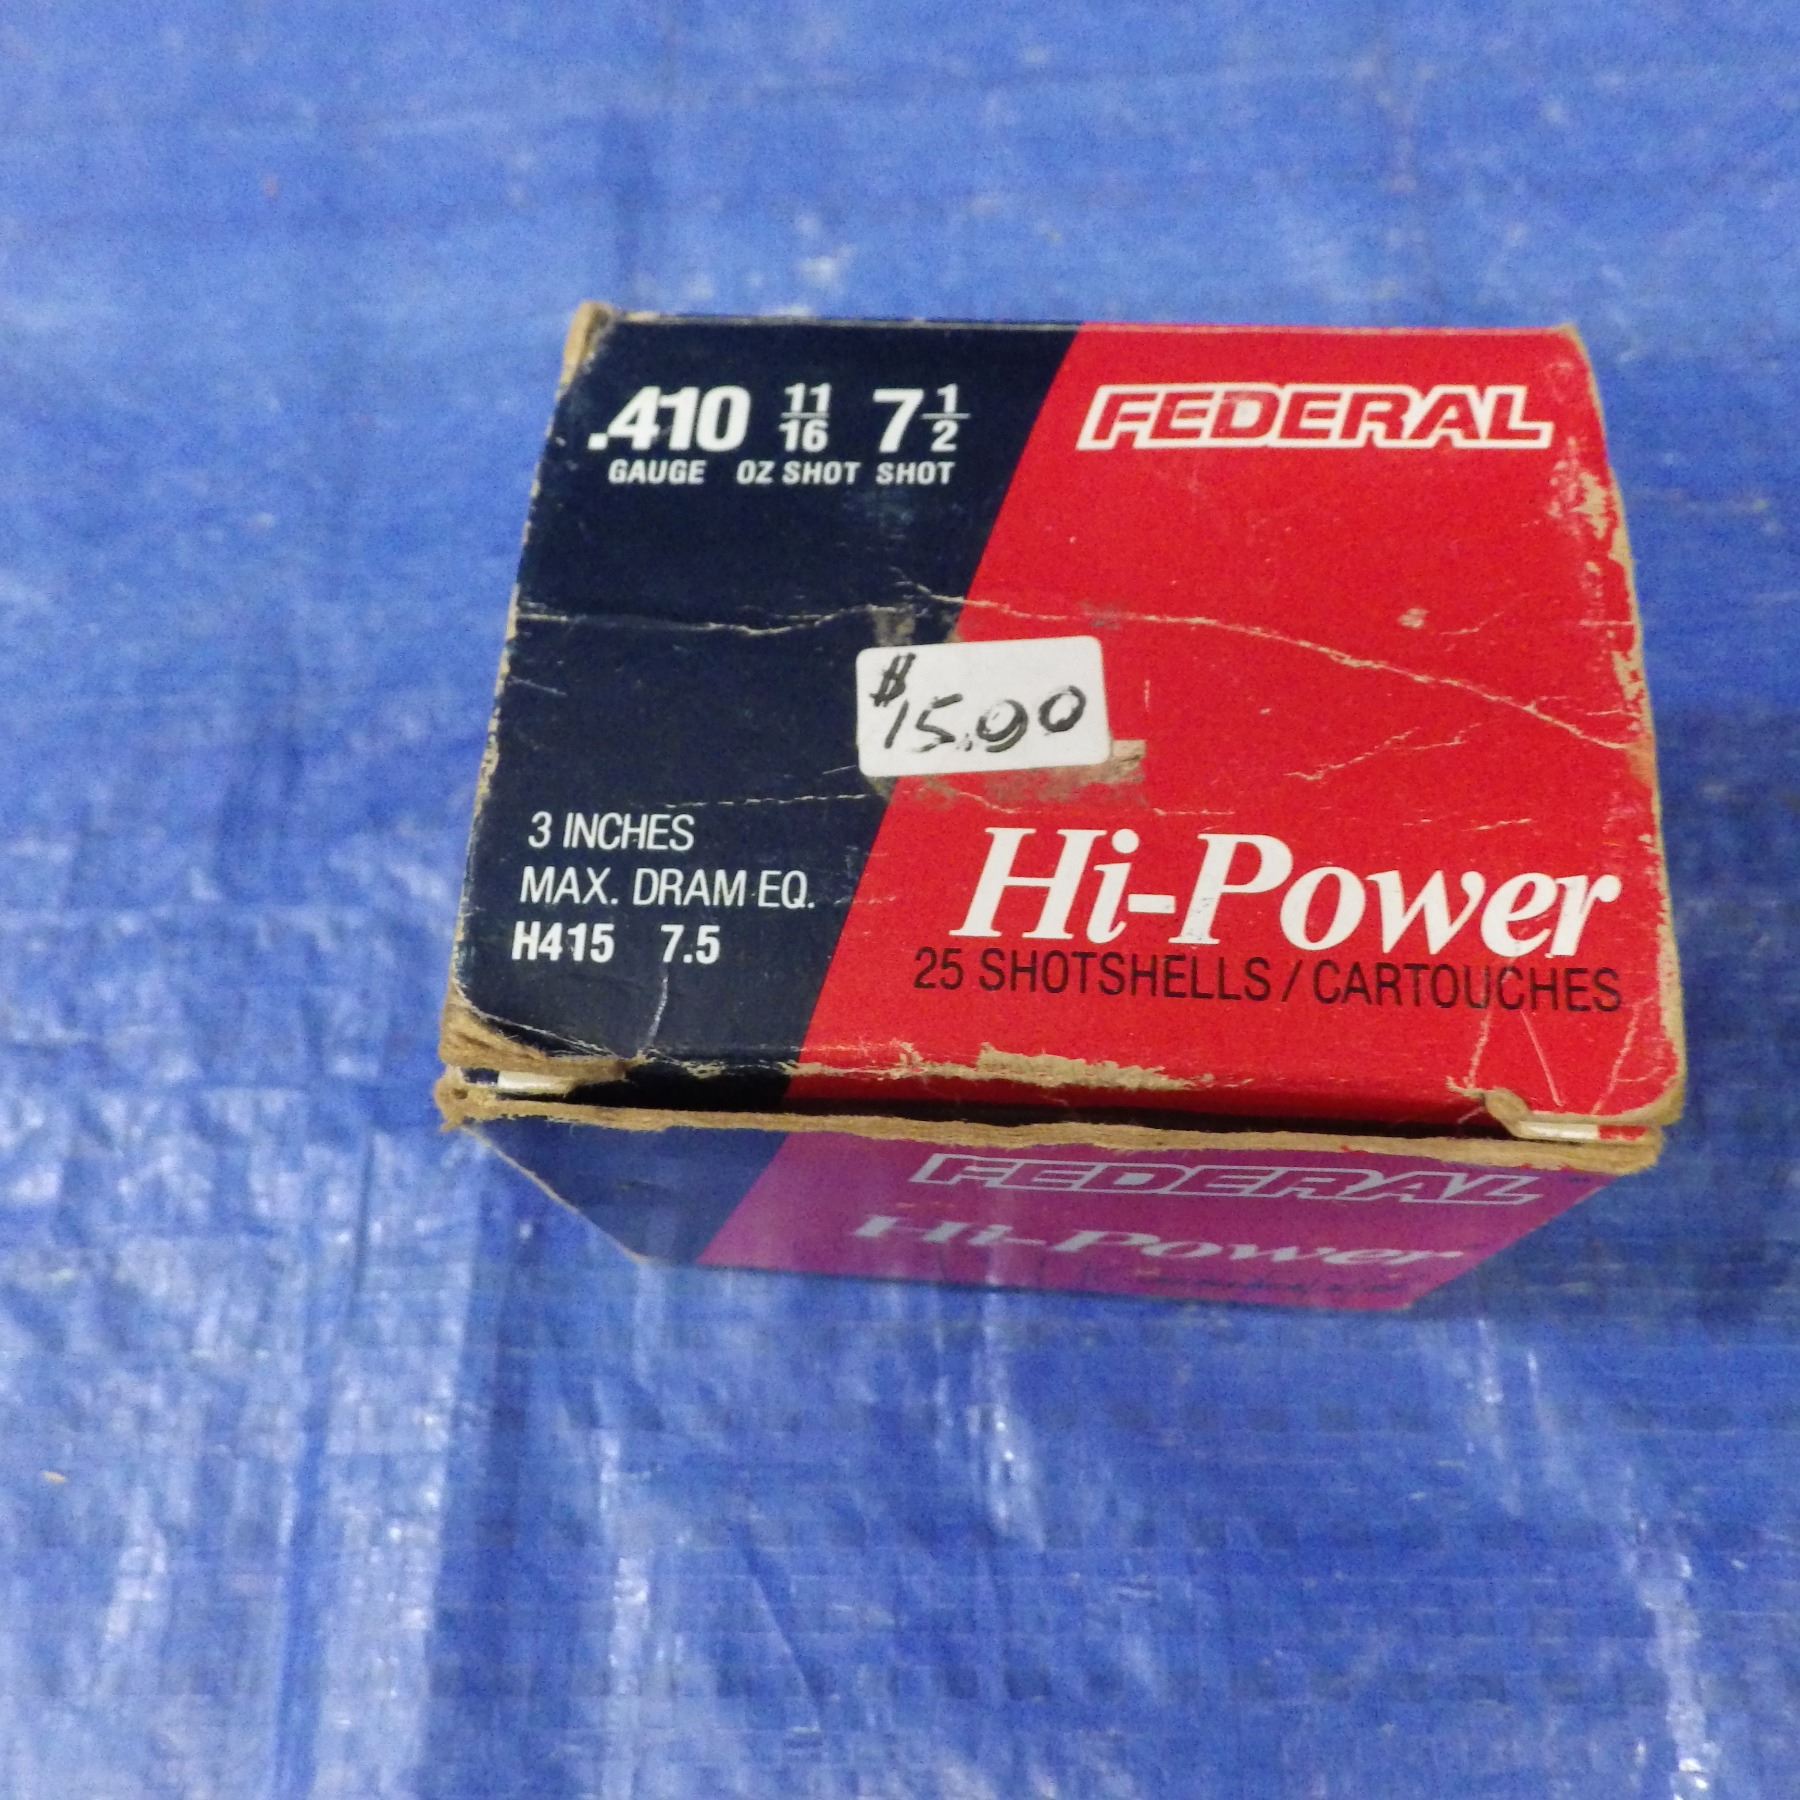 .410 11/16 7 1/2
GAUGE OZ SHOT SHOT
FEDERAL
$15.00
3 INCHES
MAX. DRAM EQ.
H415 7.5
Hi-Power
25 SHOTSHELLS / CARTOUCHES
FEDERAL
Hi-Power